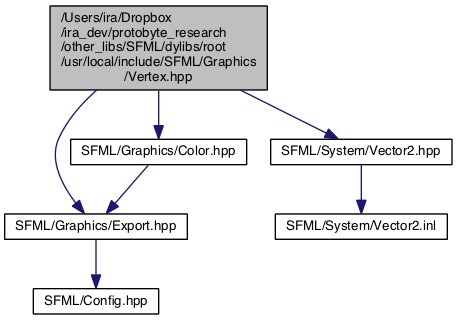 /Users/ira/Dropbox
/ira_dev/protobyte_research
/other_libs/SFML/dylibs/root
/usr/local/include/SFML/Graphics
/Vertex.hpp
SFML/Graphics/Color.hpp
SFML/System/Vector2.hpp
SFML/Graphics/Export.hpp
SFML/System/Vector2.inl
SFML/Config.hpp